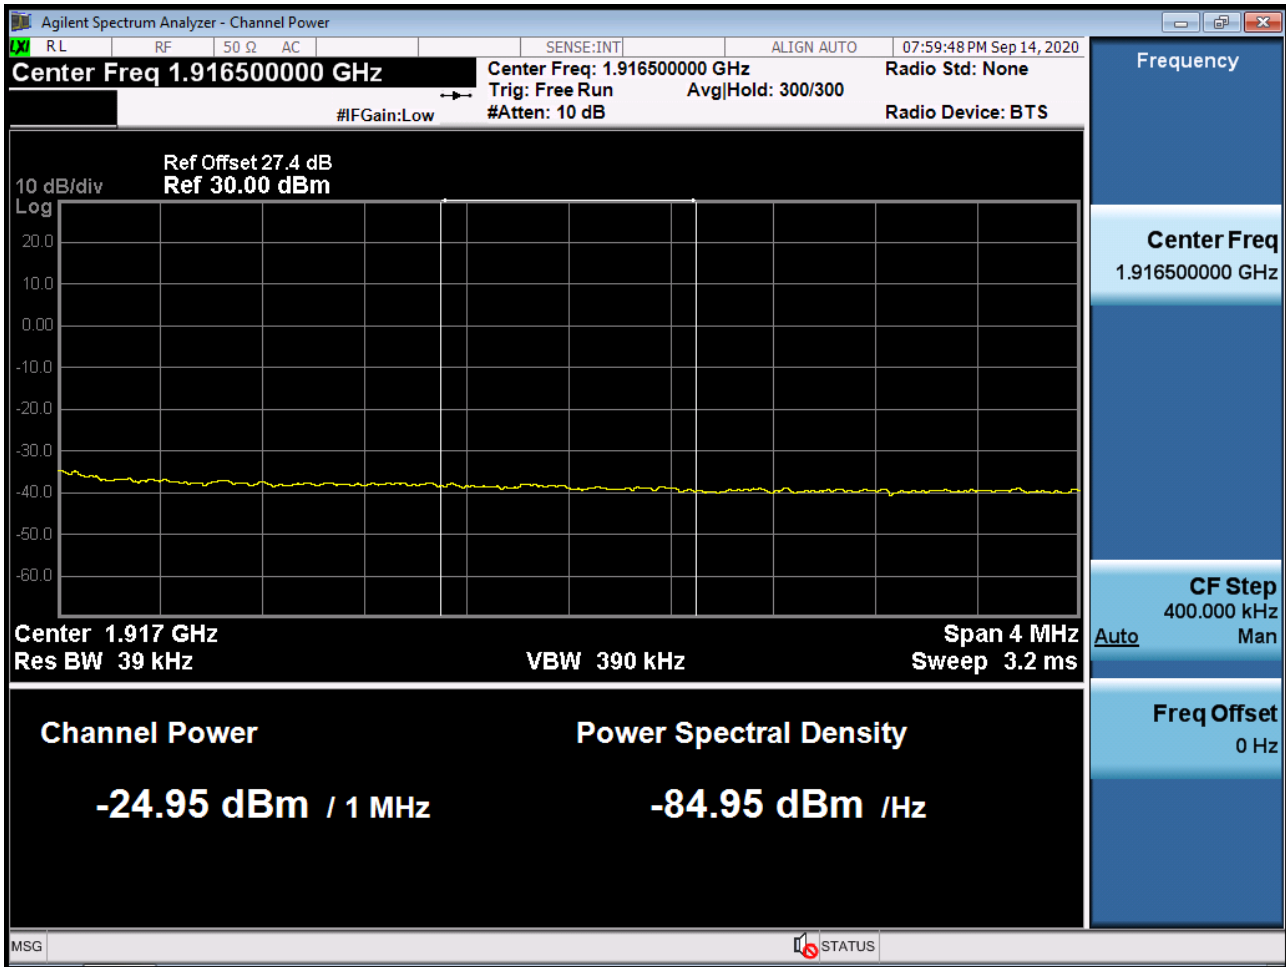 Agilent Spectrum Analyzer - Channel Power
LXI RL RF 50 Ω AC SENSE:INT ALIGN AUTO 07:59:48 PM Sep 14, 2020
Center Freq 1.916500000 GHz
#IFGain:Low
Center Freq: 1.916500000 GHz
Trig: Free Run Avg|Hold: 300/300
#Atten: 10 dB
Radio Std: None
Radio Device: BTS
Ref Offset 27.4 dB
10 dB/div Ref 30.00 dBm
Log
20.0
10.0
0.00
-10.0
-20.0
-30.0
-40.0
-50.0
-60.0
Center 1.917 GHz Span 4 MHz
Res BW 39 kHz VBW 390 kHz Sweep 3.2 ms
Channel Power Power Spectral Density
-24.95 dBm / 1 MHz -84.95 dBm /Hz
Frequency
Center Freq
1.916500000 GHz
CF Step
400.000 kHz
Auto Man
Freq Offset
0 Hz
MSG STATUS